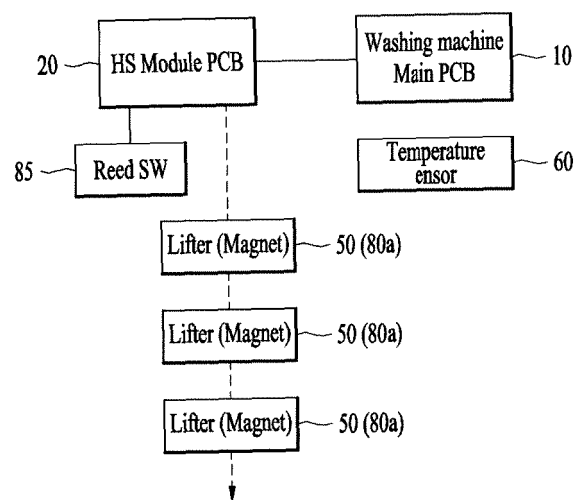 20
HS Module PCB
Washing machine
Main PCB
10
85
Reed SW
Temperature
ensor
60
Lifter (Magnet)
50 (80a)
Lifter (Magnet)
50 (80a)
Lifter (Magnet)
50 (80a)